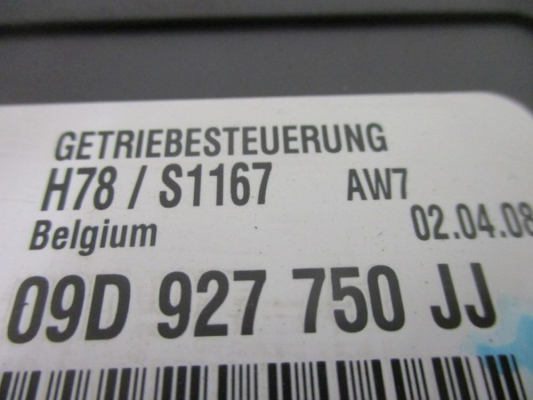 GETRIEBESTEUERUNG
H78 / S1167 AW7
Belgium 02.04.08
09D 927 750 JJ